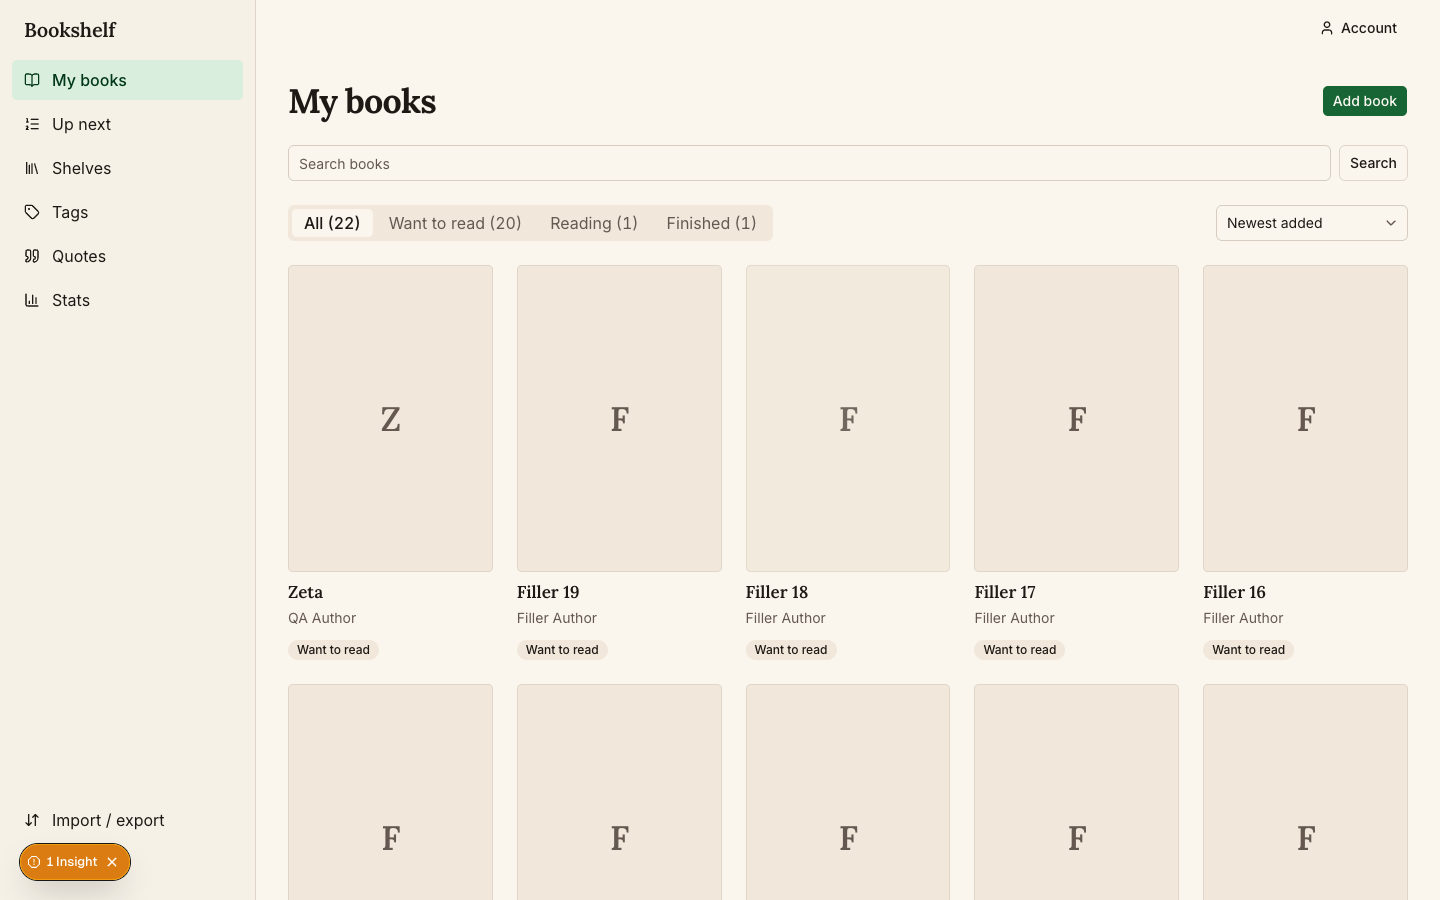 Bookshelf
Account
My books
Up next
Shelves
Tags
Quotes
Stats
Import / export
1 Insight
My books
Add book
Search books
Search
All (22) Want to read (20) Reading (1) Finished (1)
Newest added
Z F F F F
Zeta Filler 19 Filler 18 Filler 17 Filler 16
QA Author Filler Author Filler Author Filler Author Filler Author
Want to read Want to read Want to read Want to read Want to read
F F F F F